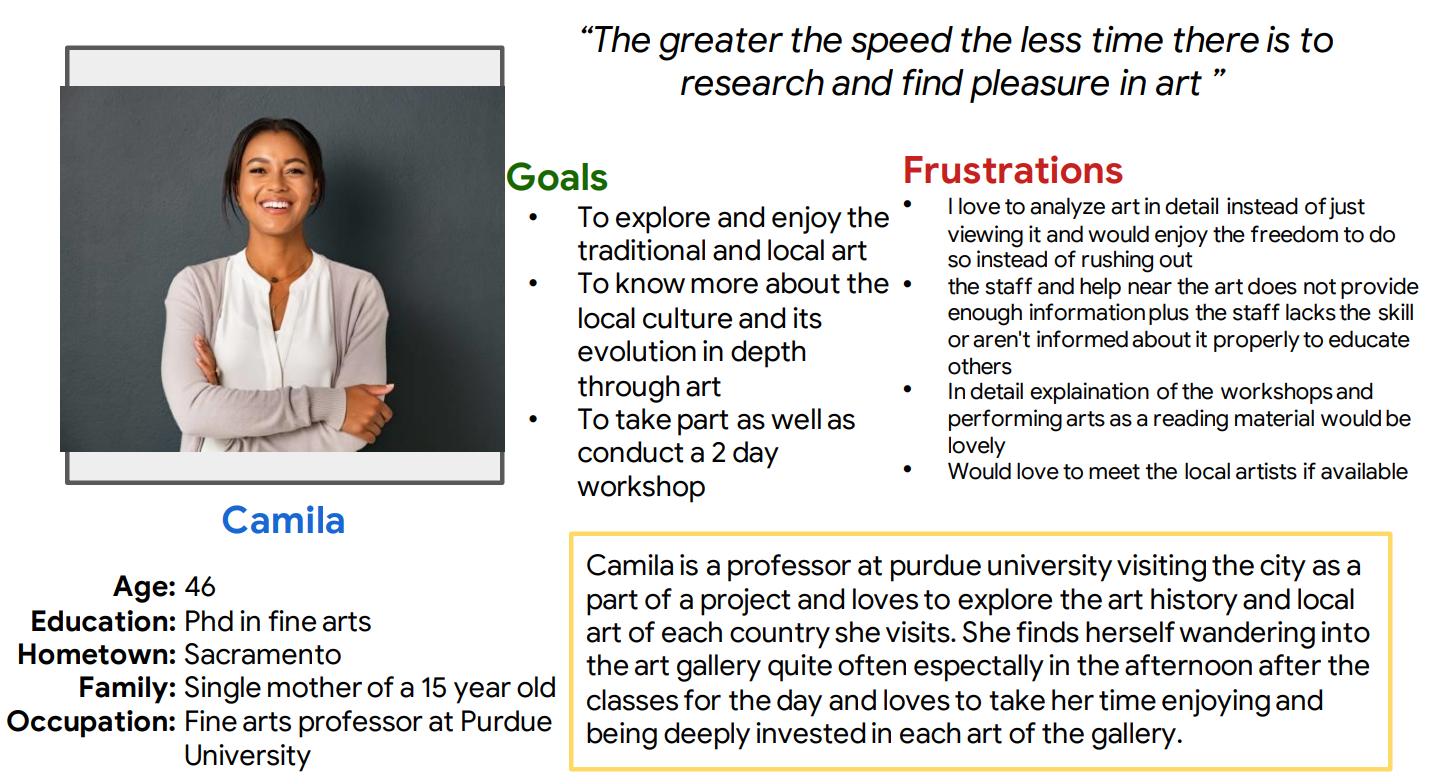 “The greater the speed the less time there is to
research and find pleasure in art ”
Goals
• To explore and enjoy the
traditional and local art
• To know more about the
local culture and its
evolution in depth
through art
• To take part as well as
conduct a 2 day
workshop
Frustrations
• I love to analyze art in detail instead of just
viewing it and would enjoy the freedom to do
so instead of rushing out
• the staff and help near the art does not provide
enough information plus the staff lacks the skill
or aren't informed about it properly to educate
others
• In detail explaination of the workshops and
performing arts as a reading material would be
lovely
• Would love to meet the local artists if available
Camila
Age: 46
Education: Phd in fine arts
Hometown: Sacramento
Family: Single mother of a 15 year old
Occupation: Fine arts professor at Purdue
University
Camila is a professor at purdue university visiting the city as a
part of a project and loves to explore the art history and local
art of each country she visits. She finds herself wandering into
the art gallery quite often espectally in the afternoon after the
classes for the day and loves to take her time enjoying and
being deeply invested in each art of the gallery.